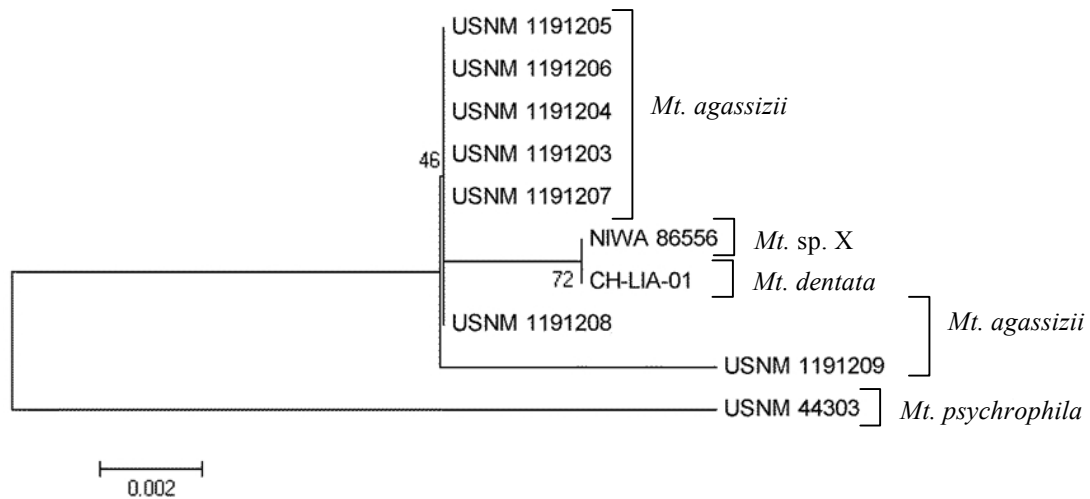 USNM 1191205
USNM 1191206
USNM 1191204
Mt. agassizii
USNM 1191203
46
USNM 1191207
NIWA 86556
Mt. sp. X
72
CH-LIA-01
Mt. dentata
USNM 1191208
Mt. agassizii
USNM 1191209
USNM 44303
Mt. psychrophila
0.002